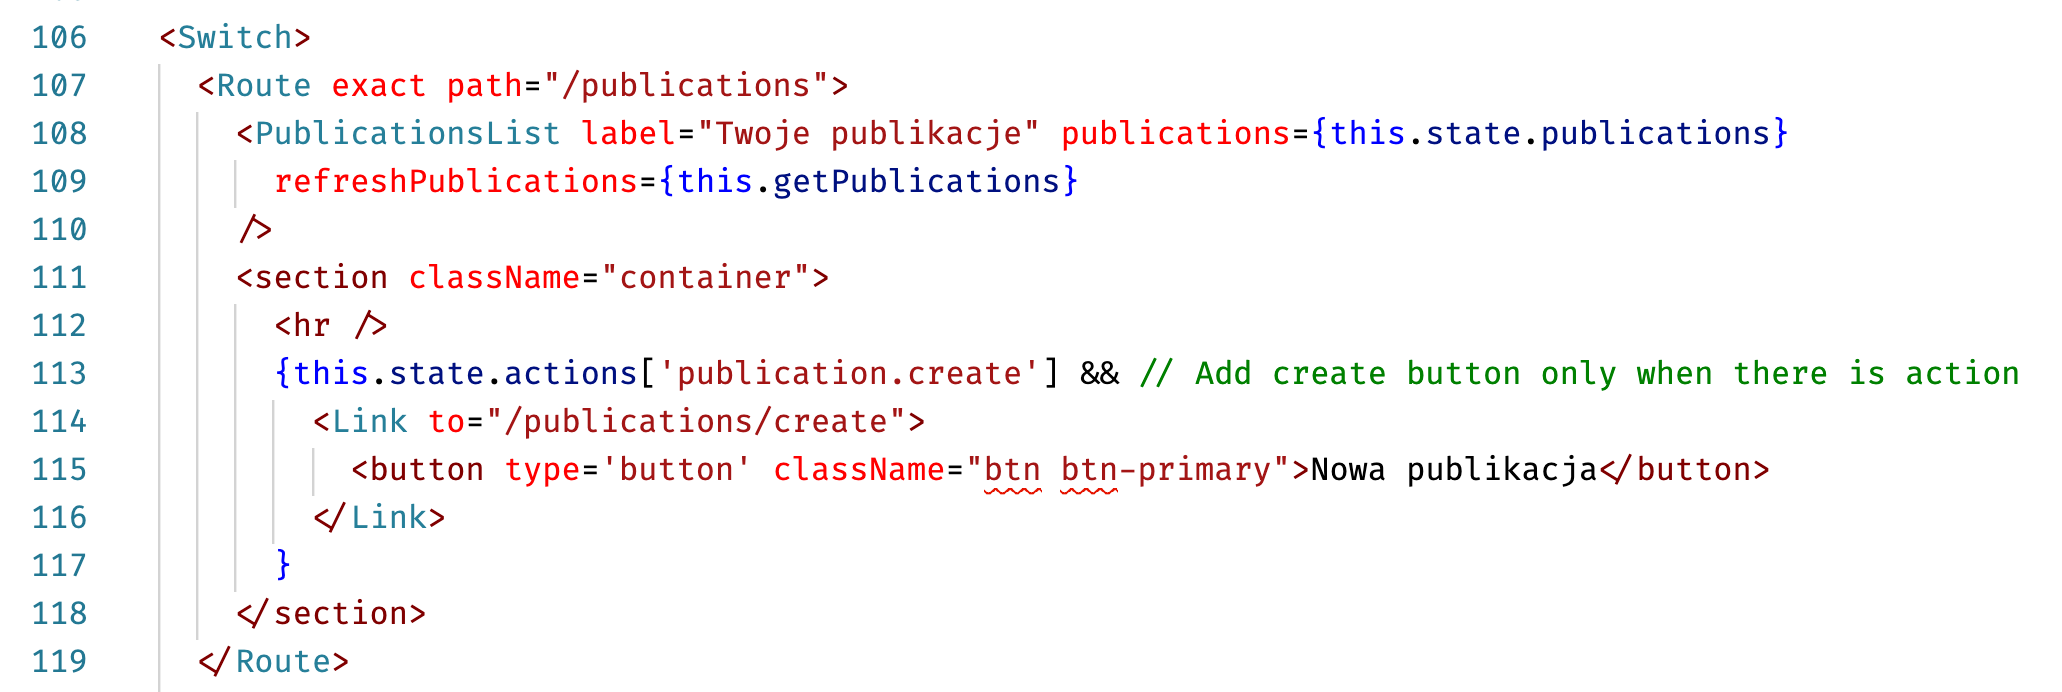 106 <Switch>
107 <Route exact path="/publications">
108 <PublicationsList label="Twoje publikacje" publications={this.state.publications}
109 refreshPublications={this.getPublications}
110 />
111 <section className="container">
112 <hr />
113 {this.state.actions['publication.create'] && // Add create button only when there is action
114 <Link to="/publications/create">
115 <button type='button' className="btn btn-primary">Nowa publikacja</button>
116 </Link>
117 }
118 </section>
119 </Route>